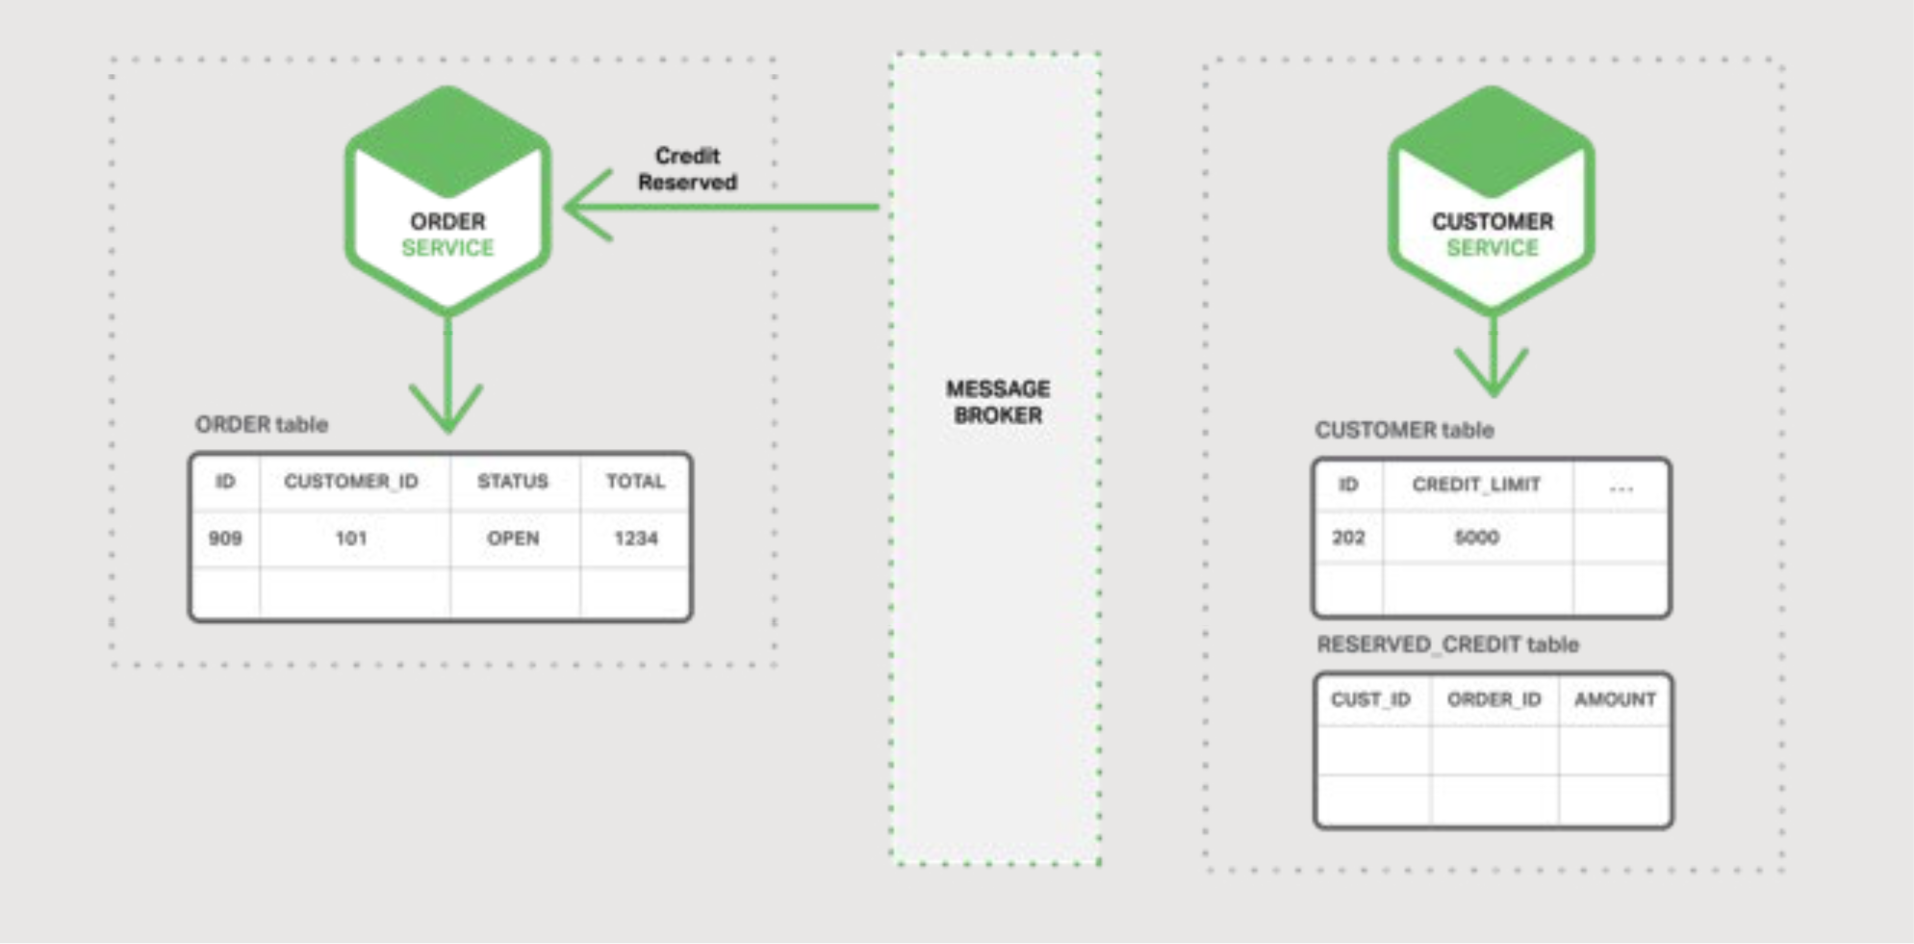 Credit
Reserved
ORDER
SERVICE
CUSTOMER
SERVICE
MESSAGE
BROKER
ORDER table
ID CUSTOMER_ID STATUS TOTAL
909 101 OPEN 1234
CUSTOMER table
ID CREDIT_LIMIT ...
202 5000
RESERVED_CREDIT table
CUST_ID ORDER_ID AMOUNT